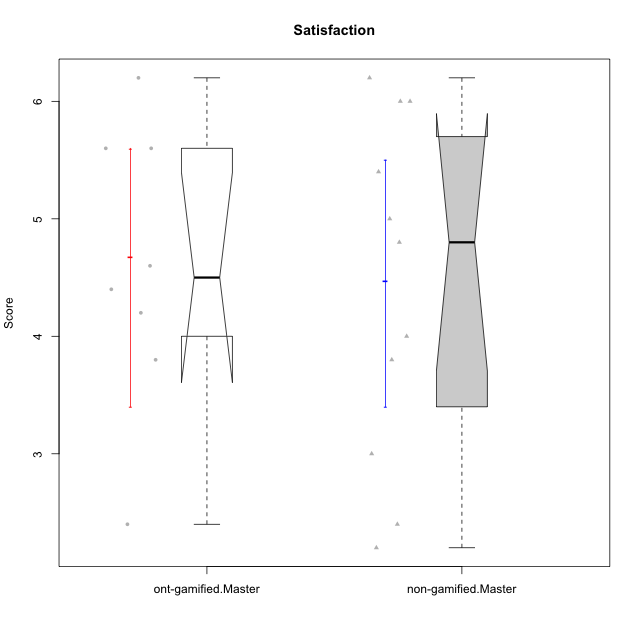 Satisfaction
Score
6
5
4
3
ont-gamified.Master
non-gamified.Master